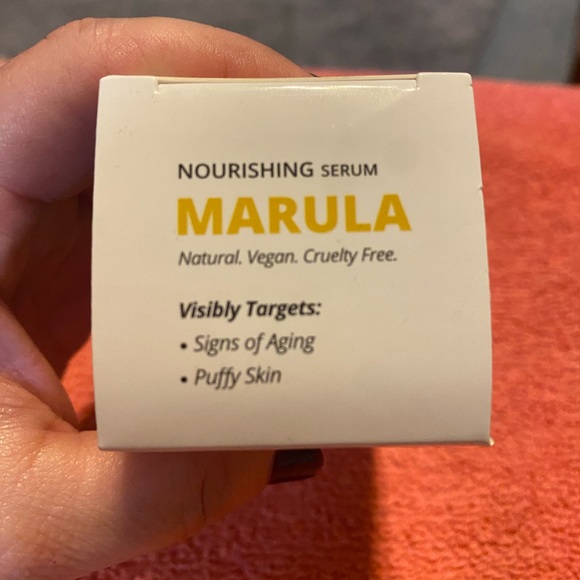 NOURISHING SERUM
MARULA
Natural. Vegan. Cruelty Free.
Visibly Targets:
• Signs of Aging
• Puffy Skin